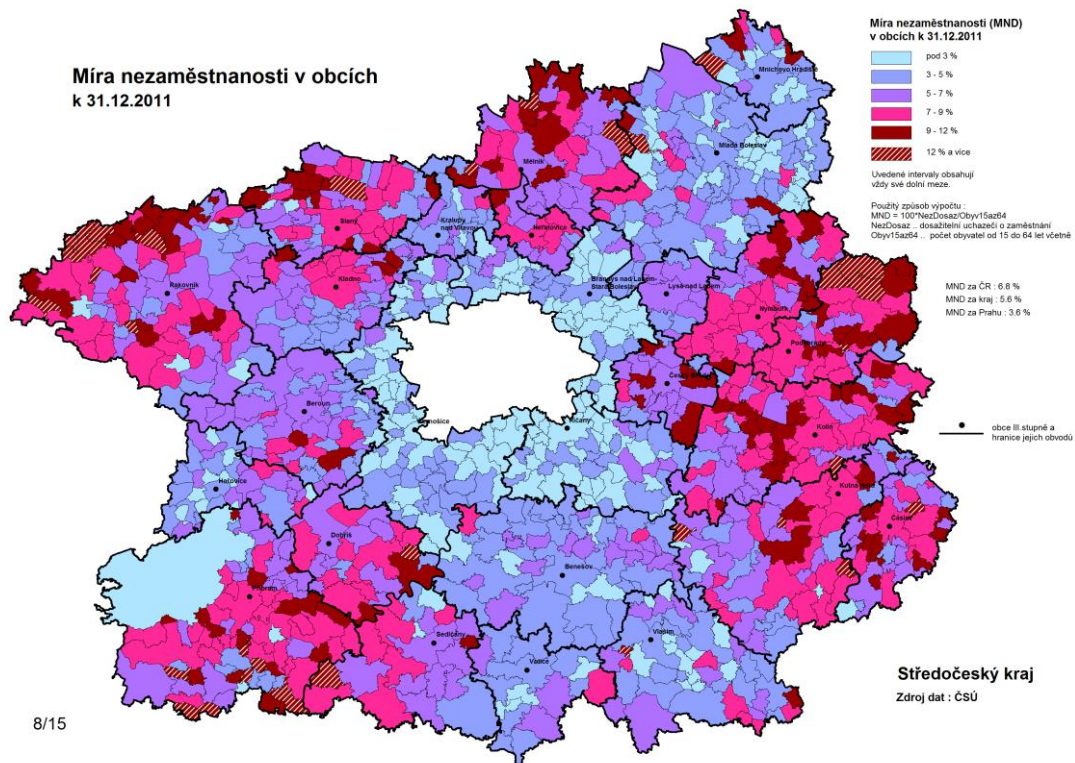 Míra nezaměstnanosti v obcích
k 31.12.2011
Míra nezaměstnanosti (MND)
v obcích k 31.12.2011
pod 3 %
3 - 5 %
5 - 7 %
7 - 9 %
9 - 12 %
12 % a více
Uvedené intervaly obsahují
vždy své dolní meze.
Použitý způsob výpočtu :
MND = 100*NezDosaz/Obyv15az64
NezDosaz .. dosažitelní uchazeči o zaměstnání
Obyv15az64 .. počet obyvatel od 15 do 64 let včetně
MND za ČR : 6.8 %
MND za kraj : 5.6 %
MND za Prahu : 3.6 %
obce III.stupně a
hranice jejich obvodů
Mnichovo Hradiště
Mladá Boleslav
Mělník
Slaný
Kralupy
nad Vltavou
Neratovice
Kladno
Rakovník
Brandýs nad Labem-
Stará Boleslav
Lysá nad Labem
Nymburk
Poděbrady
Český Brod
Beroun
Černošice
Říčany
Kolín
Hořovice
Kutná Hora
Čáslav
Dobříš
Benešov
Příbram
Sedlčany
Vlašim
Votice
Středočeský kraj
Zdroj dat : ČSÚ
8/15